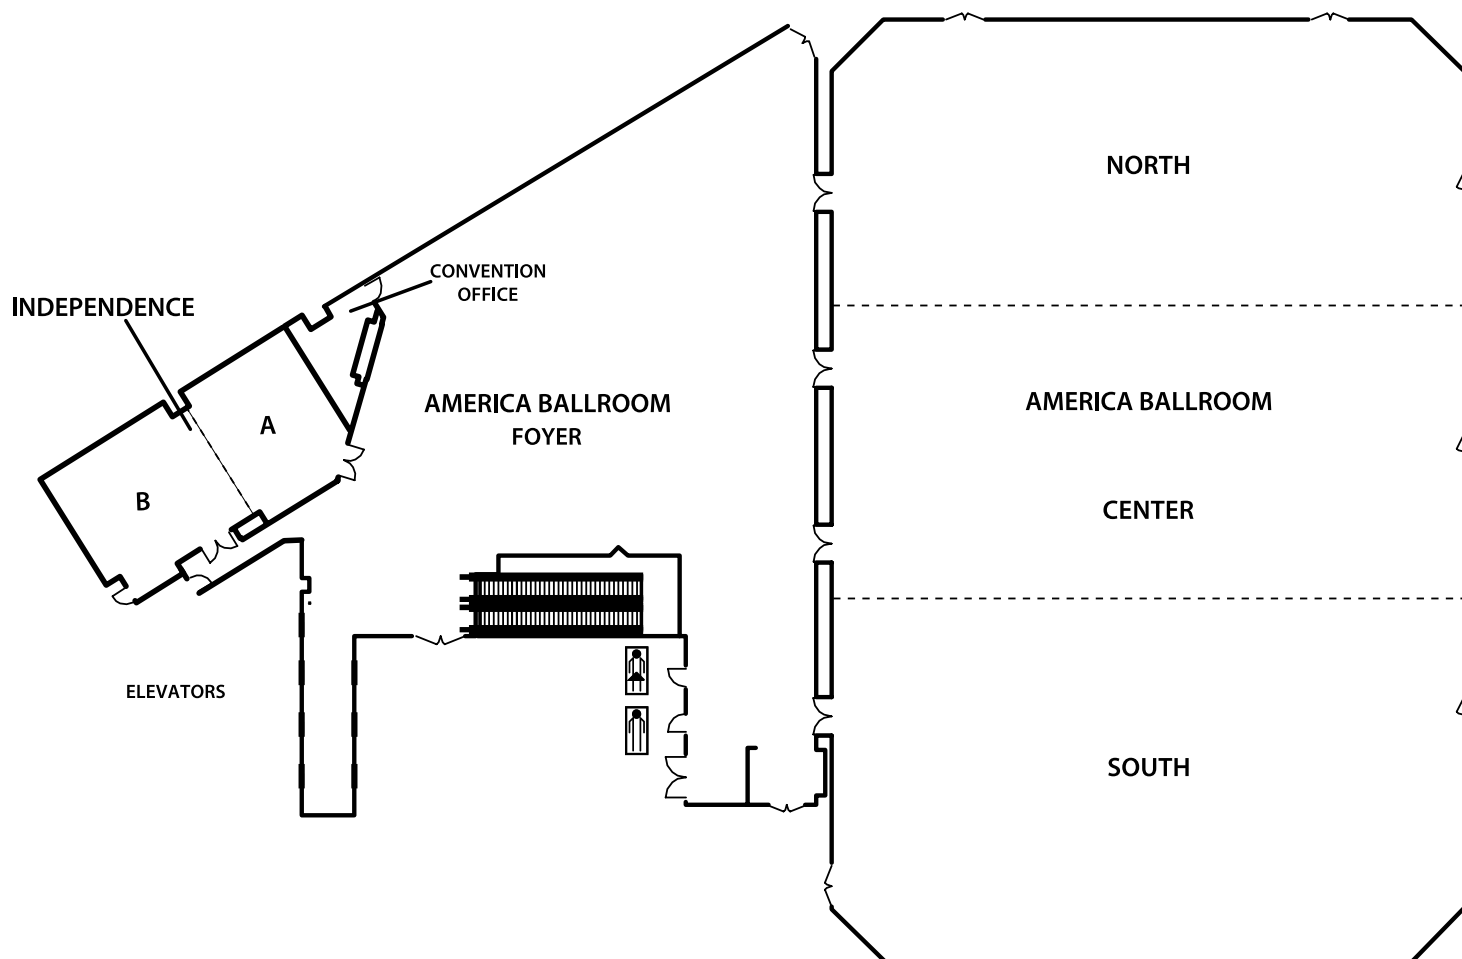 NORTH
CONVENTION
OFFICE
INDEPENDENCE
AMERICA BALLROOM
FOYER
AMERICA BALLROOM
A
B
CENTER
ELEVATORS
SOUTH